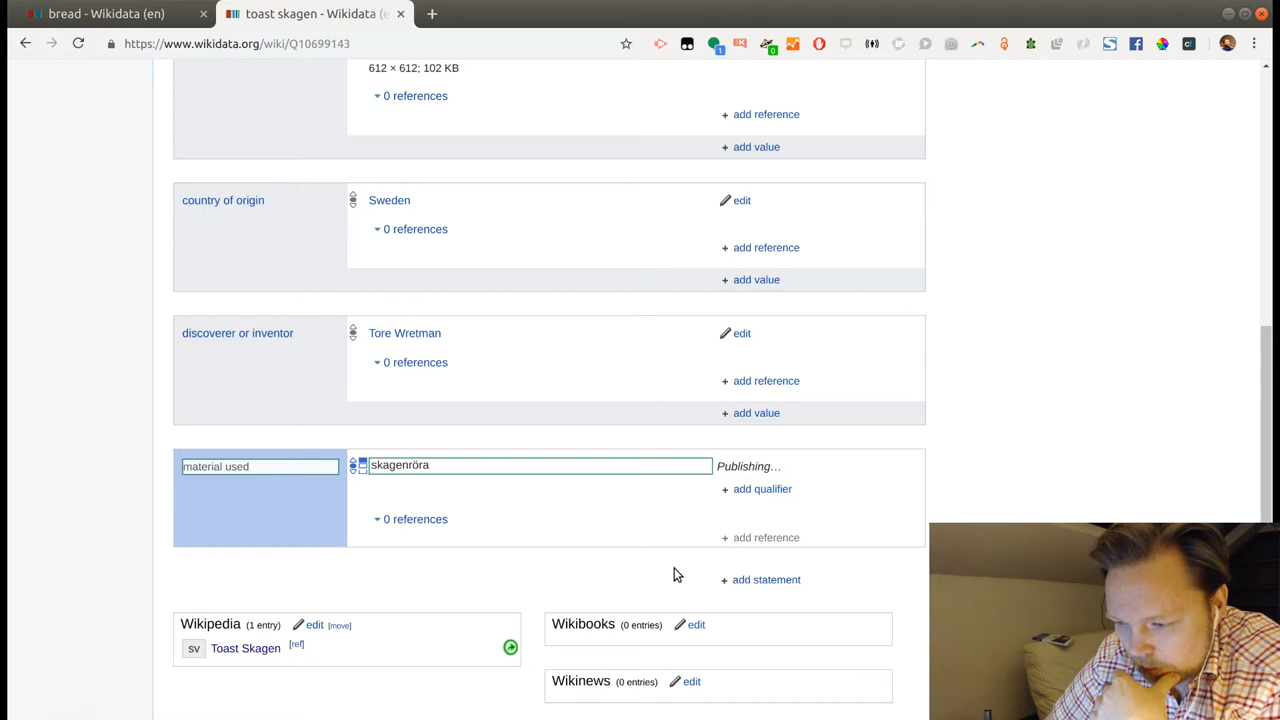 bread - Wikidata (en)
toast skagen - Wikidata (e
https://www.wikidata.org/wiki/Q10699143
1
0
612 × 612; 102 KB
0 references
+ add reference
+ add value
country of origin
Sweden
edit
0 references
+ add reference
+ add value
discoverer or inventor
Tore Wretman
edit
0 references
+ add reference
+ add value
material used
skagenröra
Publishing…
+ add qualifier
0 references
+ add reference
+ add statement
Wikipedia (1 entry) edit [move]
sv Toast Skagen [ref]
Wikibooks (0 entries) edit
Wikinews (0 entries) edit